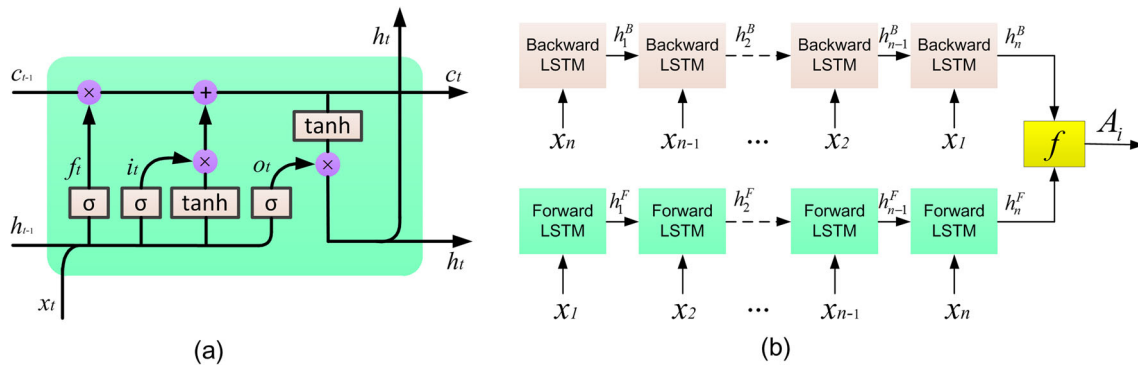 h_t
c_{t-1}
c_t
×
+
tanh
f_t
i_t
×
o_t
×
σ
σ
tanh
σ
h_{t-1}
h_t
x_t
(a)
Backward LSTM
h_1^B
Backward LSTM
h_2^B
Backward LSTM
h_{n-1}^B
Backward LSTM
h_n^B
x_n
x_{n-1}
...
x_2
x_1
f
A_i
Forward LSTM
h_1^F
Forward LSTM
h_2^F
Forward LSTM
h_{n-1}^F
Forward LSTM
h_n^F
x_1
x_2
...
x_{n-1}
x_n
(b)